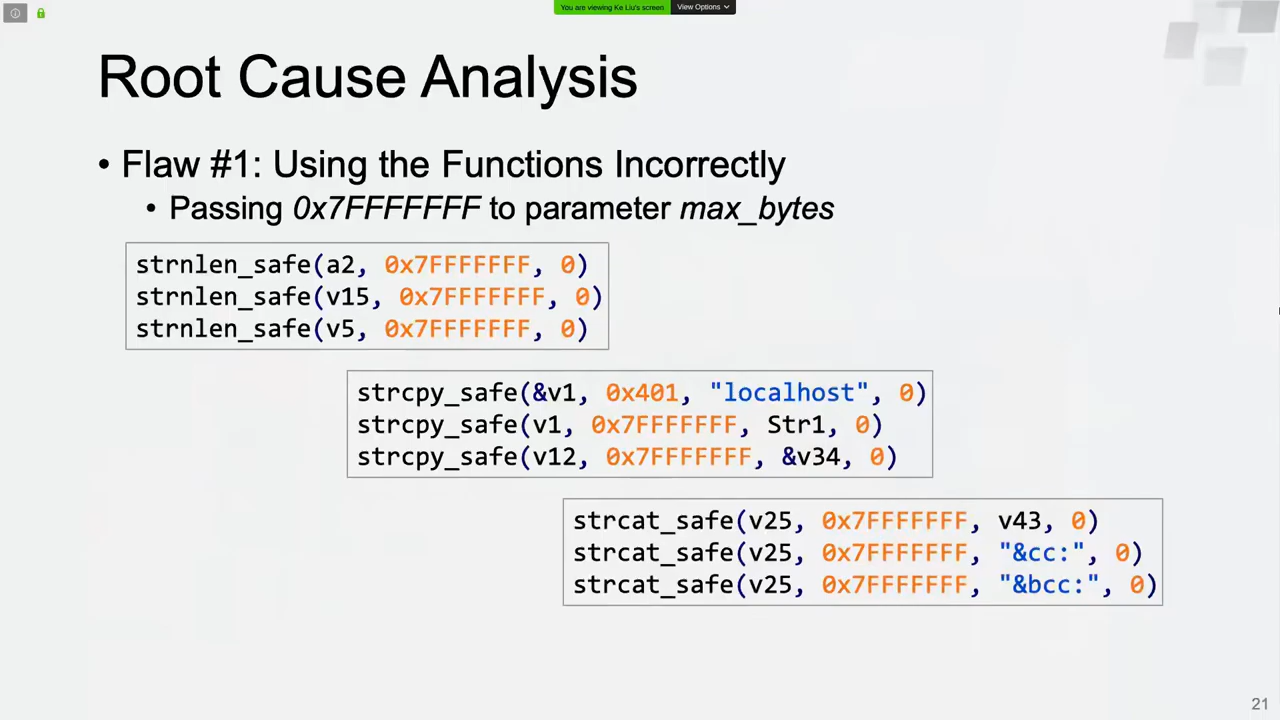 You are viewing Ke Liu's screen
View Options
Root Cause Analysis
• Flaw #1: Using the Functions Incorrectly
• Passing 0x7FFFFFFF to parameter max_bytes
strnlen_safe(a2, 0x7FFFFFFF, 0)
strnlen_safe(v15, 0x7FFFFFFF, 0)
strnlen_safe(v5, 0x7FFFFFFF, 0)
strcpy_safe(&v1, 0x401, "localhost", 0)
strcpy_safe(v1, 0x7FFFFFFF, Str1, 0)
strcpy_safe(v12, 0x7FFFFFFF, &v34, 0)
strcat_safe(v25, 0x7FFFFFFF, v43, 0)
strcat_safe(v25, 0x7FFFFFFF, "&cc:", 0)
strcat_safe(v25, 0x7FFFFFFF, "&bcc:", 0)
21